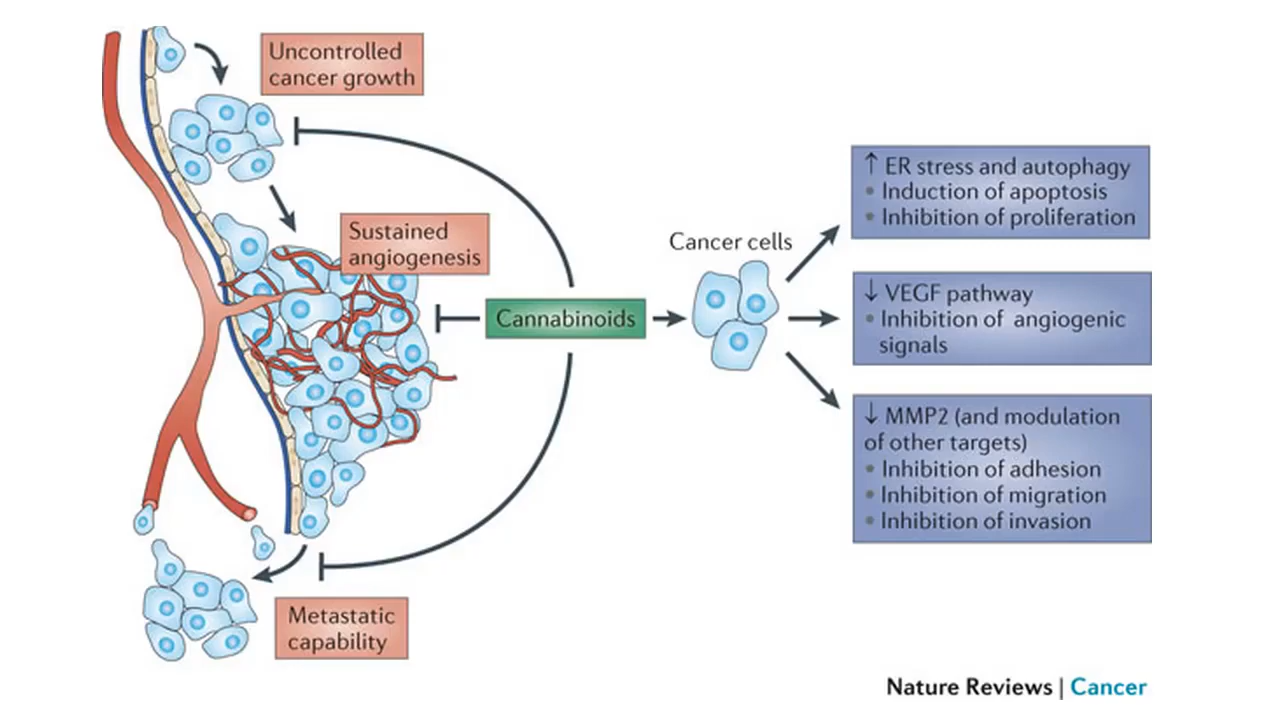 Uncontrolled
cancer growth
Sustained
angiogenesis
Cannabinoids
Metastatic
capability
Cancer cells
↑ ER stress and autophagy
• Induction of apoptosis
• Inhibition of proliferation
↓ VEGF pathway
• Inhibition of angiogenic
signals
↓ MMP2 (and modulation
of other targets)
• Inhibition of adhesion
• Inhibition of migration
• Inhibition of invasion
Nature Reviews | Cancer